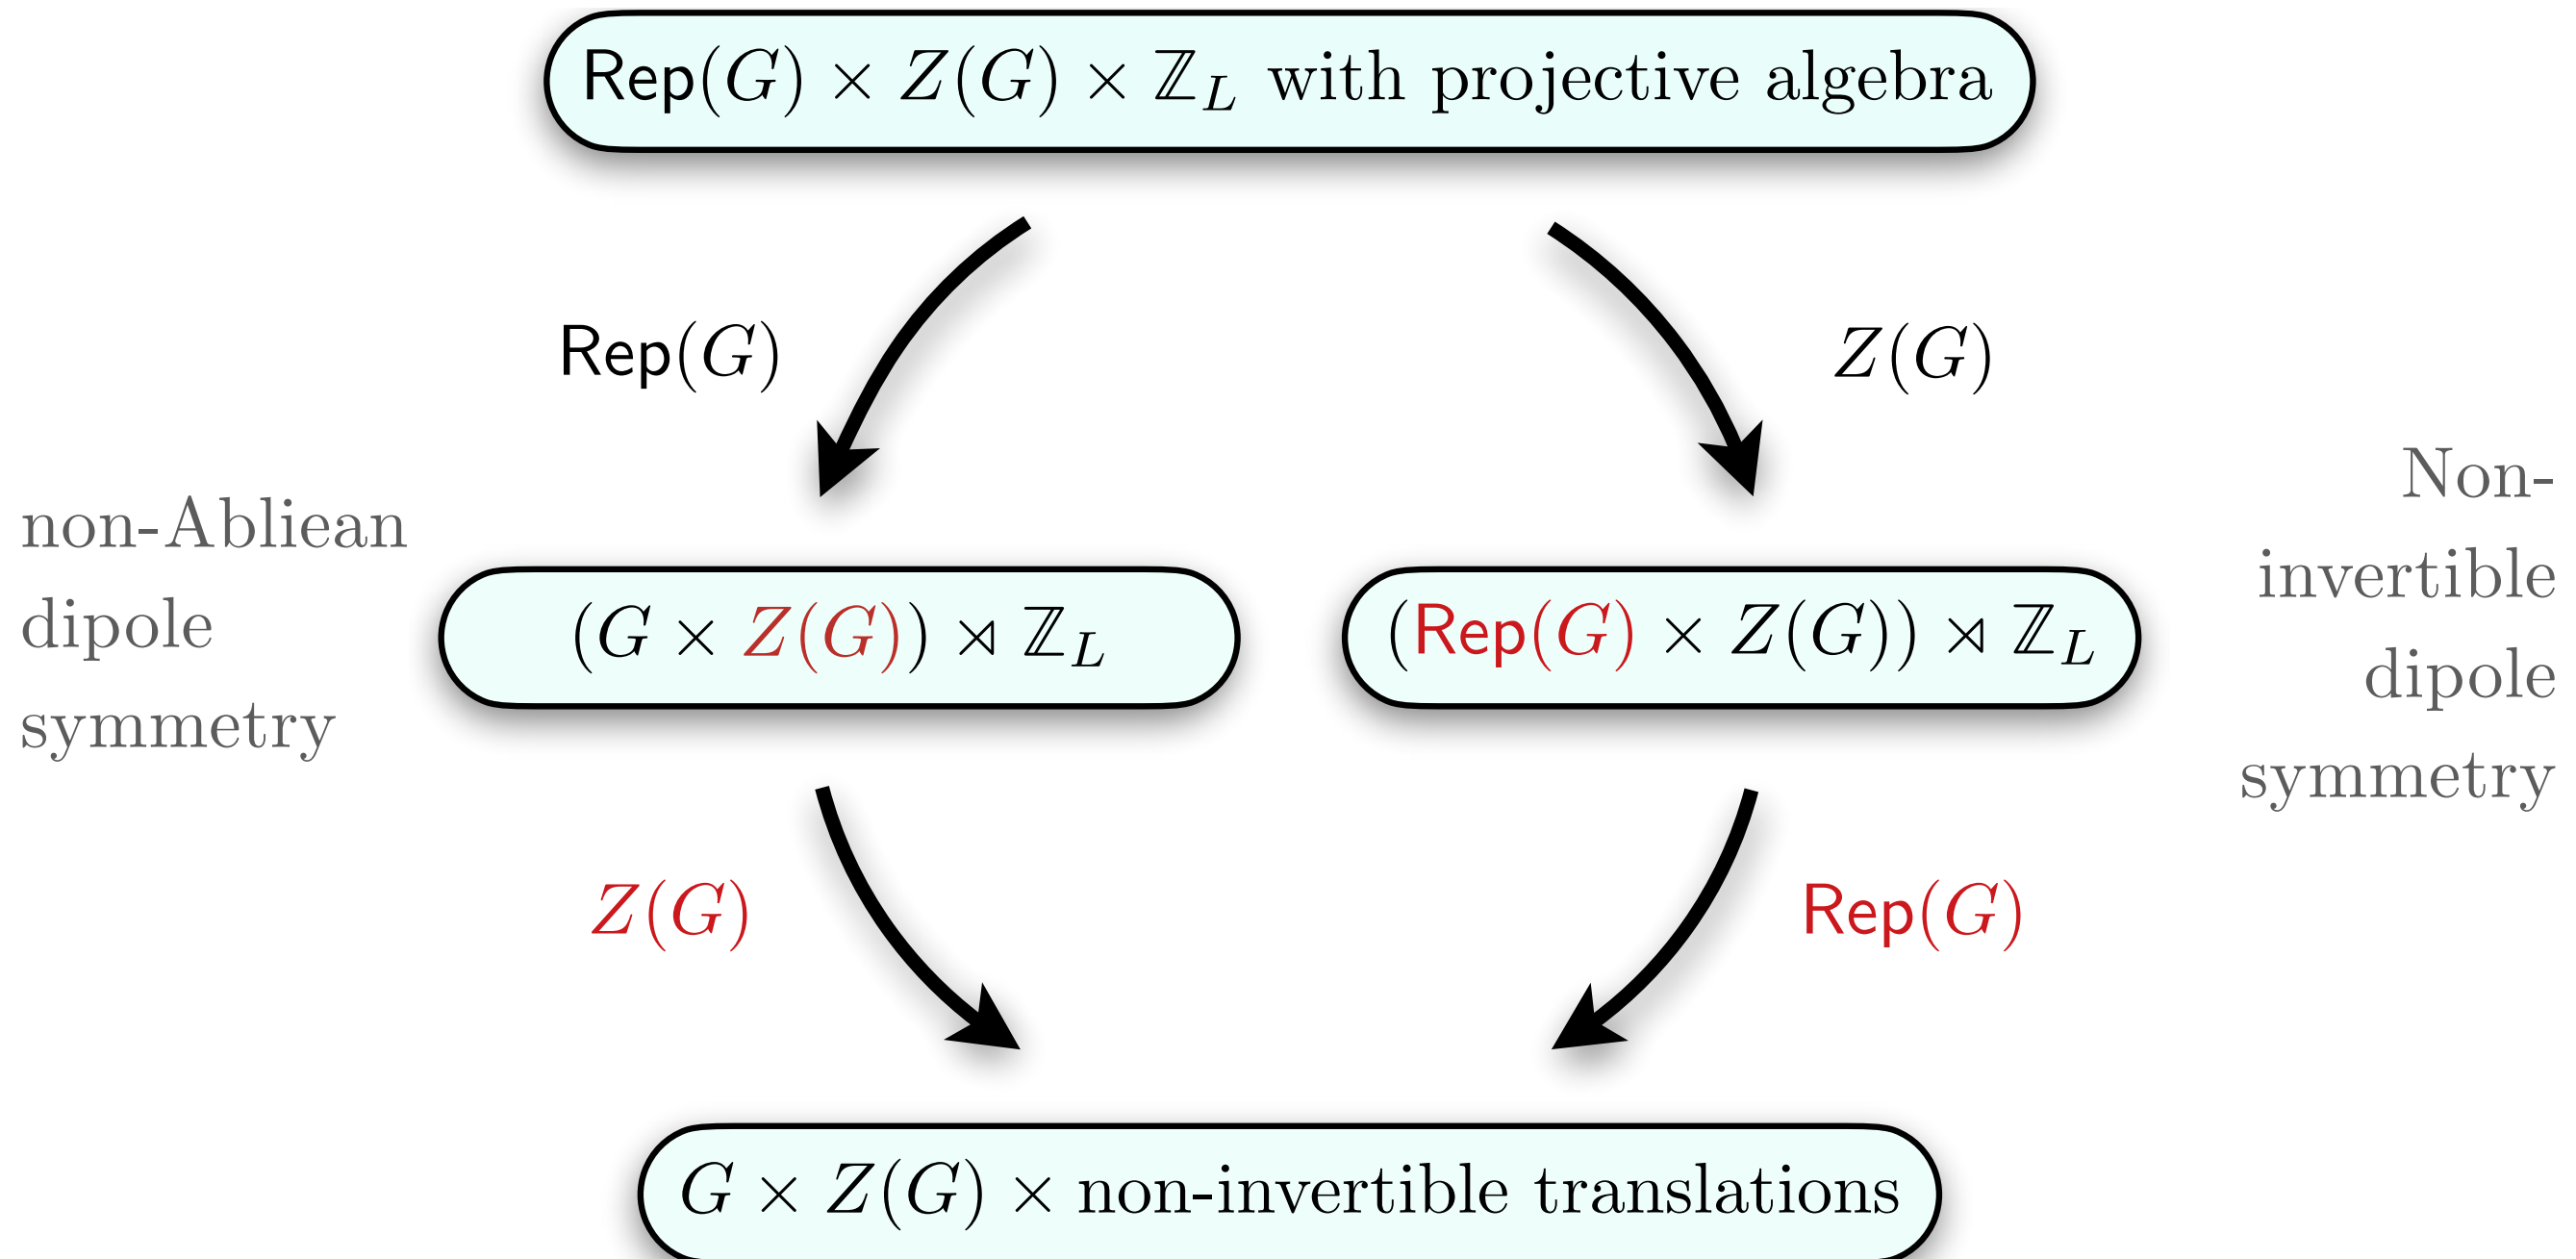 Rep(G) × Z(G) × ℤ_L with projective algebra
Rep(G)
Z(G)
non-Abliean
dipole
symmetry
(G × Z(G)) ⋊ ℤ_L
(Rep(G) × Z(G)) ⋊ ℤ_L
Non-
invertible
dipole
symmetry
Z(G)
Rep(G)
G × Z(G) × non-invertible translations